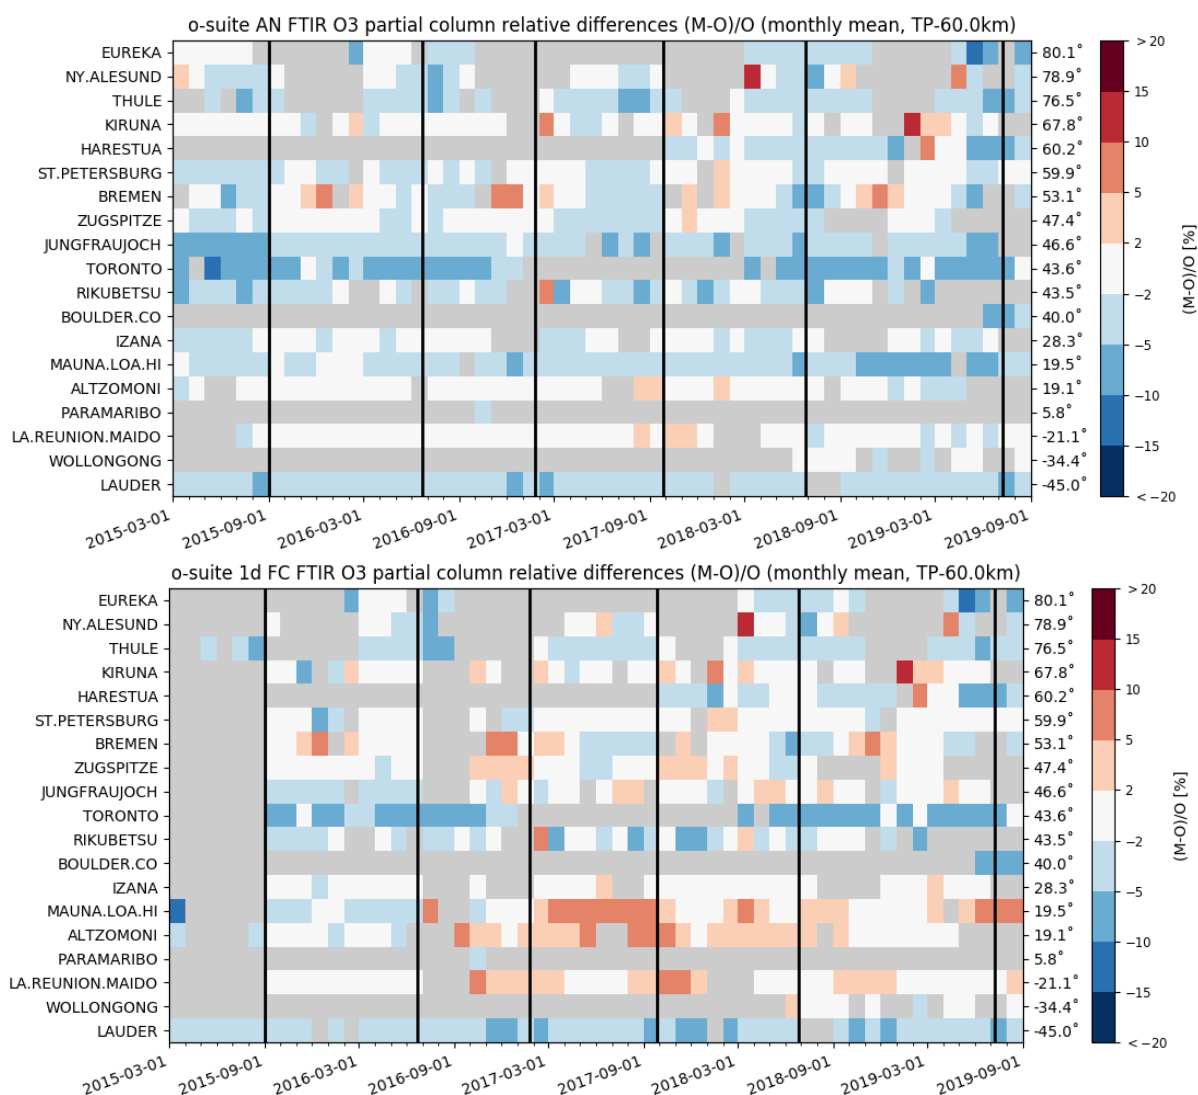 o-suite AN FTIR O3 partial column relative differences (M-O)/O (monthly mean, TP-60.0km)
EUREKA 80.1˚
NY.ALESUND 78.9˚
THULE 76.5˚
KIRUNA 67.8˚
HARESTUA 60.2˚
ST.PETERSBURG 59.9˚
BREMEN 53.1˚
ZUGSPITZE 47.4˚
JUNGFRAUJOCH 46.6˚
TORONTO 43.6˚
RIKUBETSU 43.5˚
BOULDER.CO 40.0˚
IZANA 28.3˚
MAUNA.LOA.HI 19.5˚
ALTZOMONI 19.1˚
PARAMARIBO 5.8˚
LA.REUNION.MAIDO -21.1˚
WOLLONGONG -34.4˚
LAUDER -45.0˚
2015-03-01 2015-09-01 2016-03-01 2016-09-01 2017-03-01 2017-09-01 2018-03-01 2018-09-01 2019-03-01 2019-09-01
> 20
15
10
5
2
−2
−5
−10
−15
< −20
(M-O)/O [%]
o-suite 1d FC FTIR O3 partial column relative differences (M-O)/O (monthly mean, TP-60.0km)
EUREKA 80.1˚
NY.ALESUND 78.9˚
THULE 76.5˚
KIRUNA 67.8˚
HARESTUA 60.2˚
ST.PETERSBURG 59.9˚
BREMEN 53.1˚
ZUGSPITZE 47.4˚
JUNGFRAUJOCH 46.6˚
TORONTO 43.6˚
RIKUBETSU 43.5˚
BOULDER.CO 40.0˚
IZANA 28.3˚
MAUNA.LOA.HI 19.5˚
ALTZOMONI 19.1˚
PARAMARIBO 5.8˚
LA.REUNION.MAIDO -21.1˚
WOLLONGONG -34.4˚
LAUDER -45.0˚
2015-03-01 2015-09-01 2016-03-01 2016-09-01 2017-03-01 2017-09-01 2018-03-01 2018-09-01 2019-03-01 2019-09-01
> 20
15
10
5
2
−2
−5
−10
−15
< −20
(M-O)/O [%]